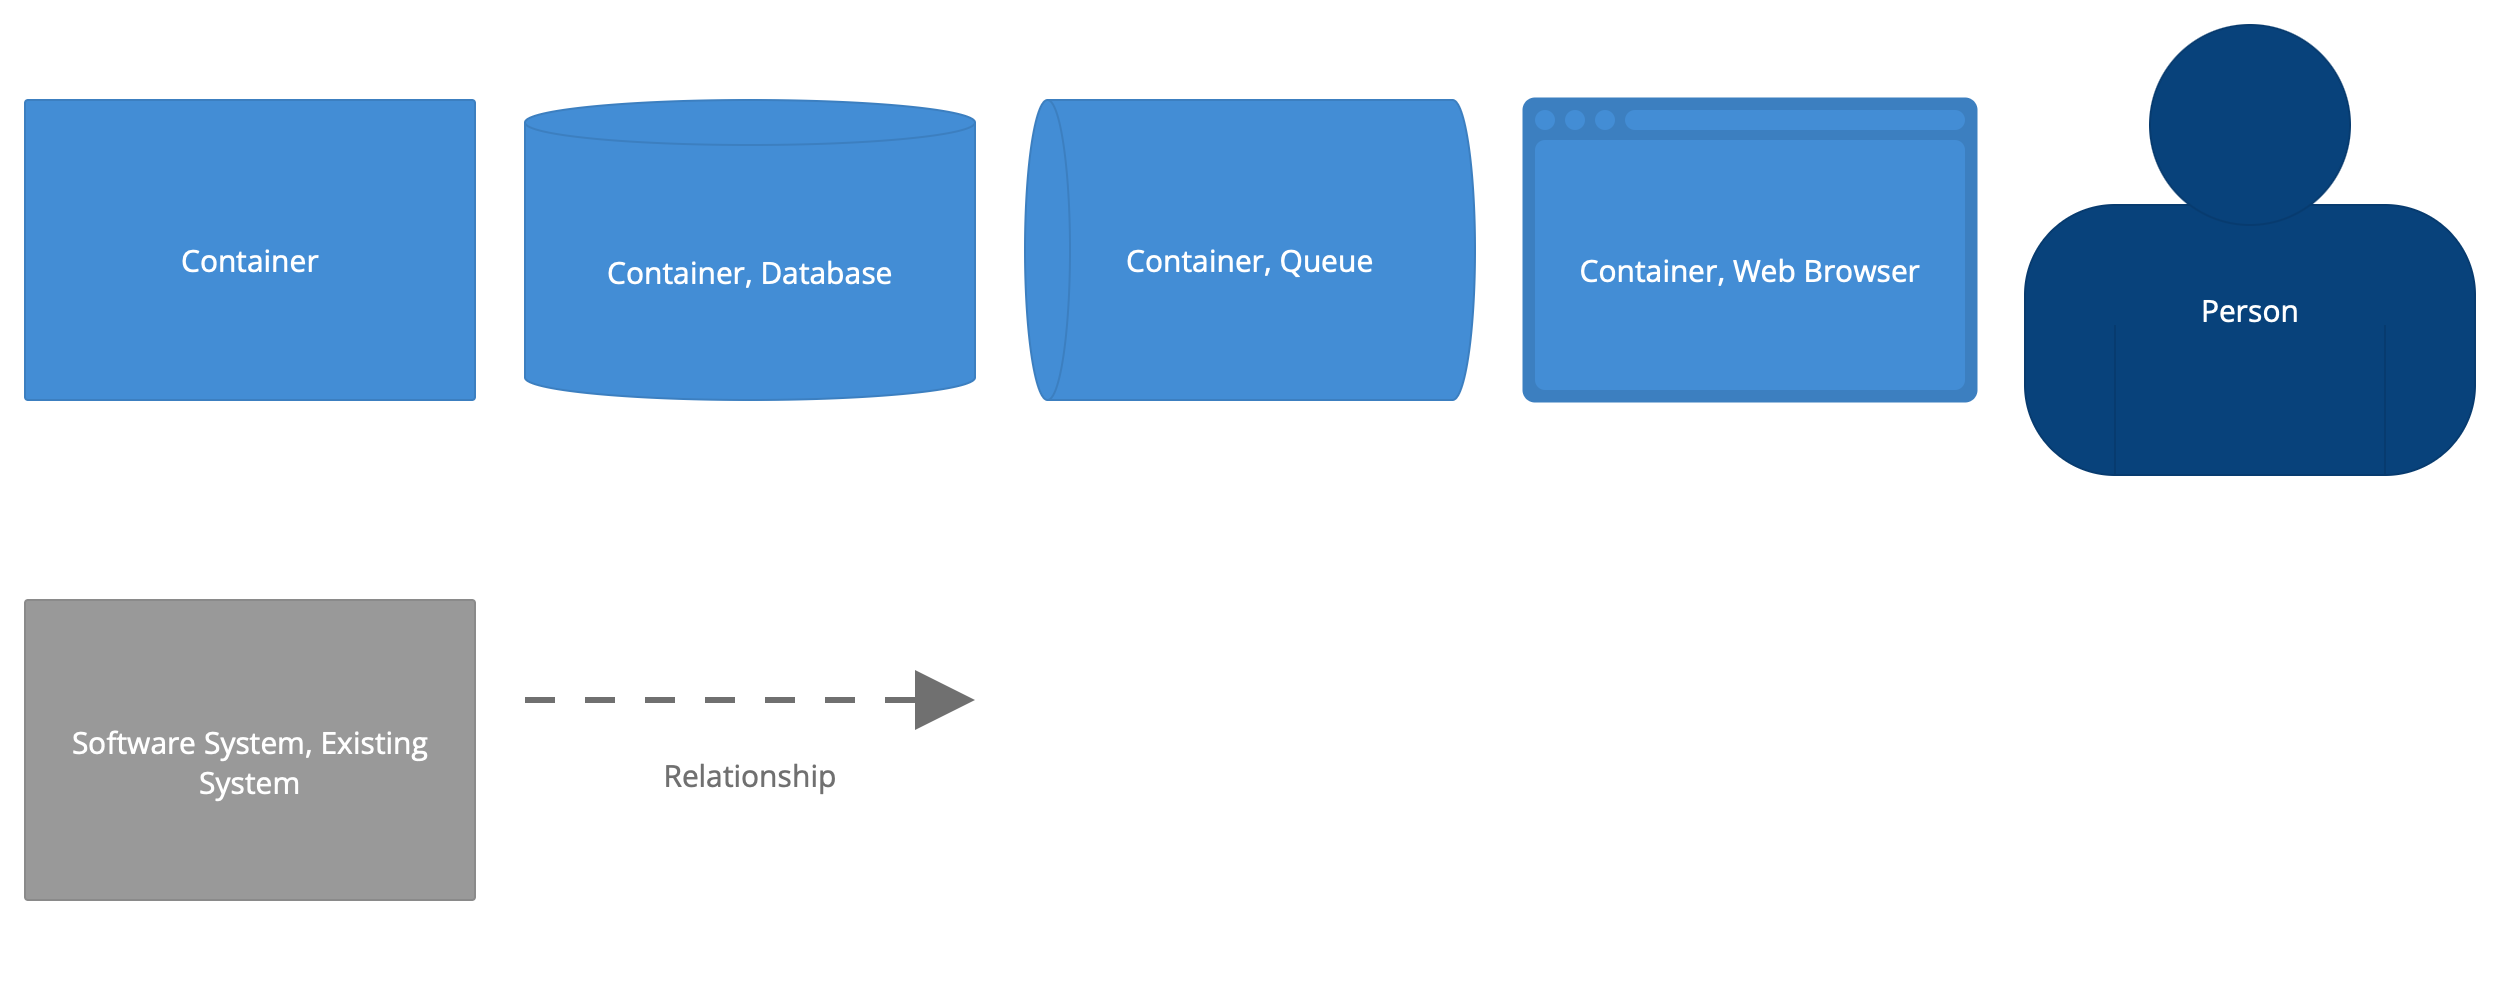 Container
Container, Database
Container, Queue
Container, Web Browser
Person
Software System, Existing
System
Relationship